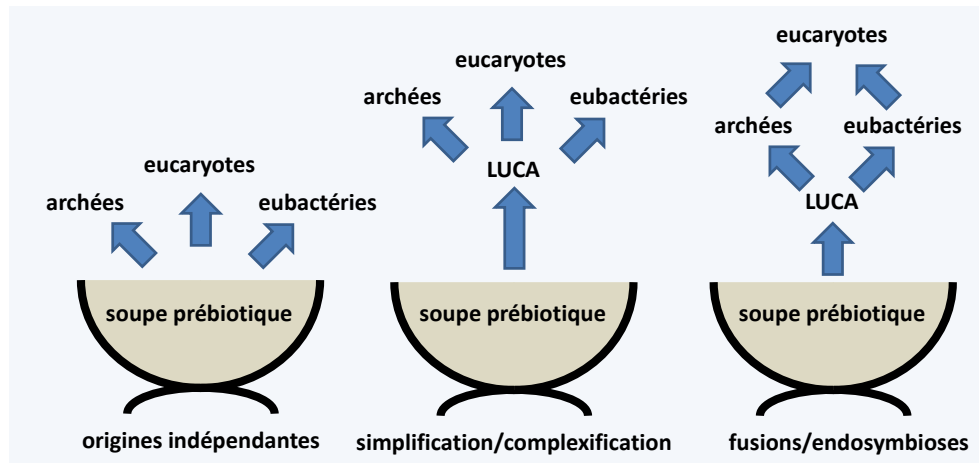 eucaryotes
archées
eubactéries
soupe prébiotique
origines indépendantes
eucaryotes
archées
eubactéries
LUCA
soupe prébiotique
simplification/complexification
eucaryotes
archées
eubactéries
LUCA
soupe prébiotique
fusions/endosymbioses